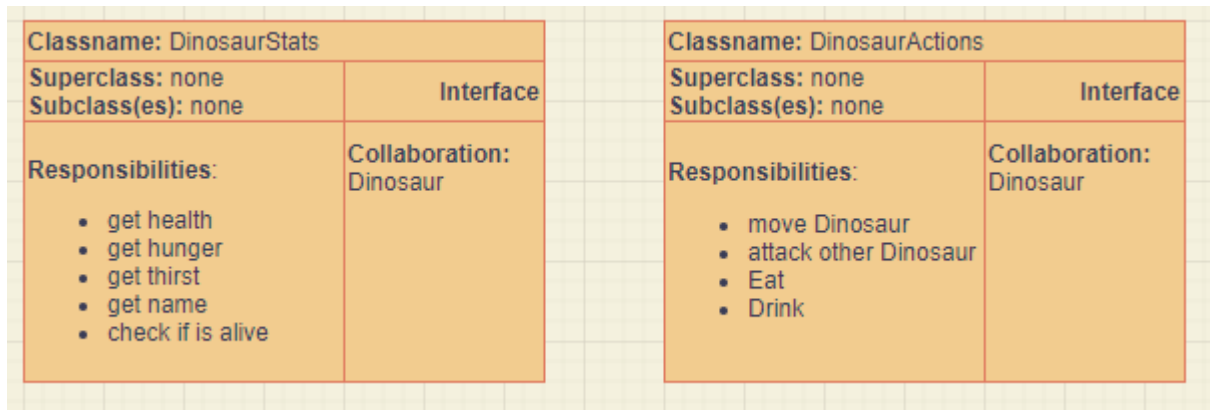 Classname: DinosaurStats
Superclass: none
Subclass(es): none
Interface
Responsibilities:
• get health
• get hunger
• get thirst
• get name
• check if is alive
Collaboration:
Dinosaur
Classname: DinosaurActions
Superclass: none
Subclass(es): none
Interface
Responsibilities:
• move Dinosaur
• attack other Dinosaur
• Eat
• Drink
Collaboration:
Dinosaur